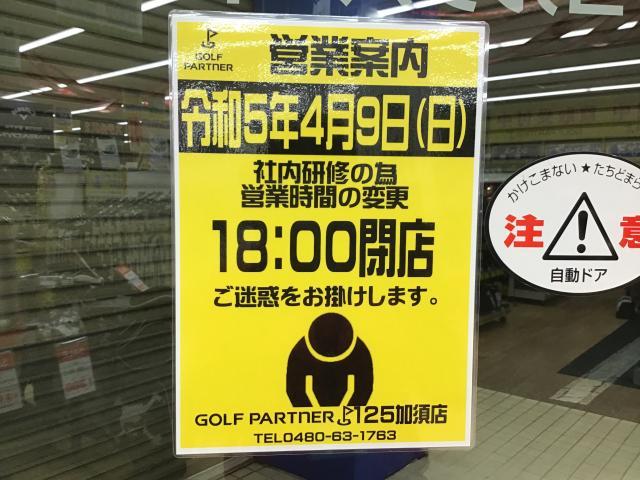 GOLF
PARTNER
営業案内
令和5年4月9日(日)
社内研修の為
営業時間の変更
18:00閉店
ご迷惑をお掛けします。
GOLF PARTNER 125加須店
TEL0480-63-1763
かけこまない★たちどまら
注 意
自動ドア